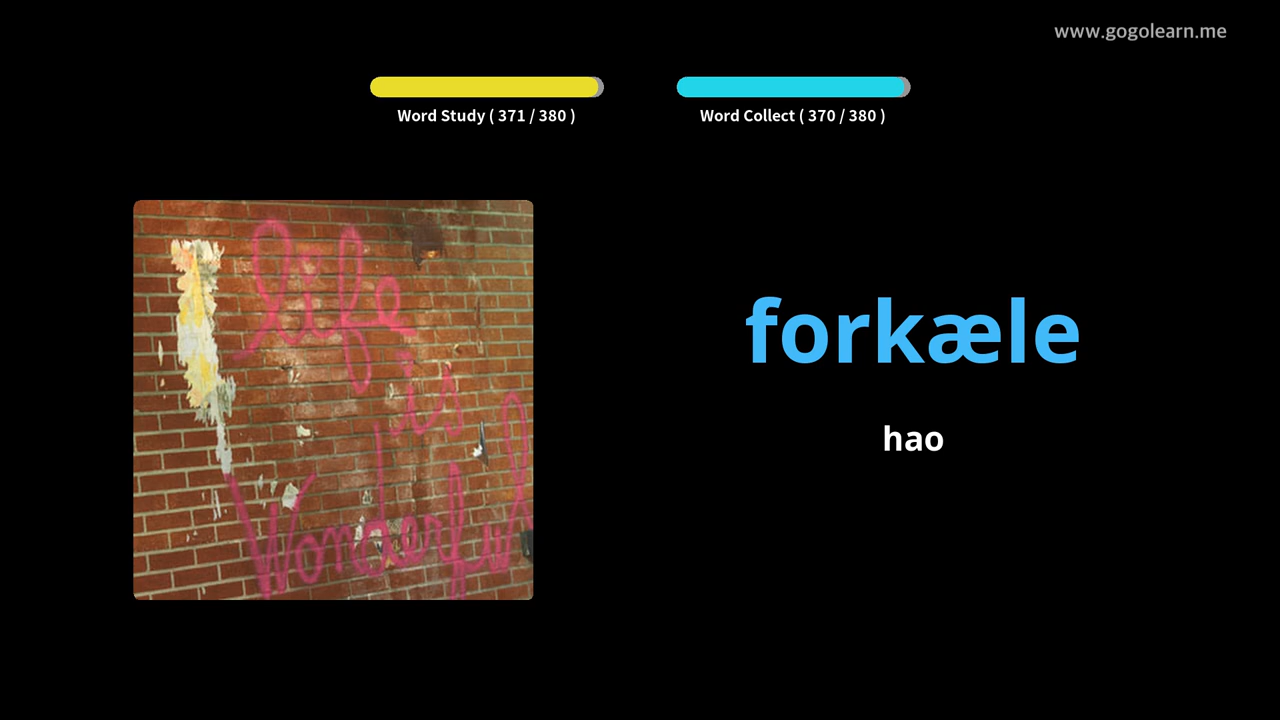 www.gogolearn.me
Word Study ( 371 / 380 )
Word Collect ( 370 / 380 )
life
is
Wonderful
forkæle
hao